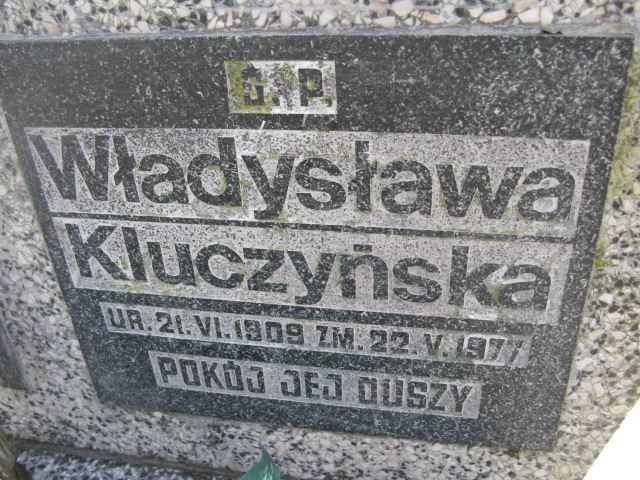 Ś. P.
Władysława
Kluczyńska
UR. 21. VI. 1909 ZM. 22. V. 1977
POKÓJ JEJ DUSZY